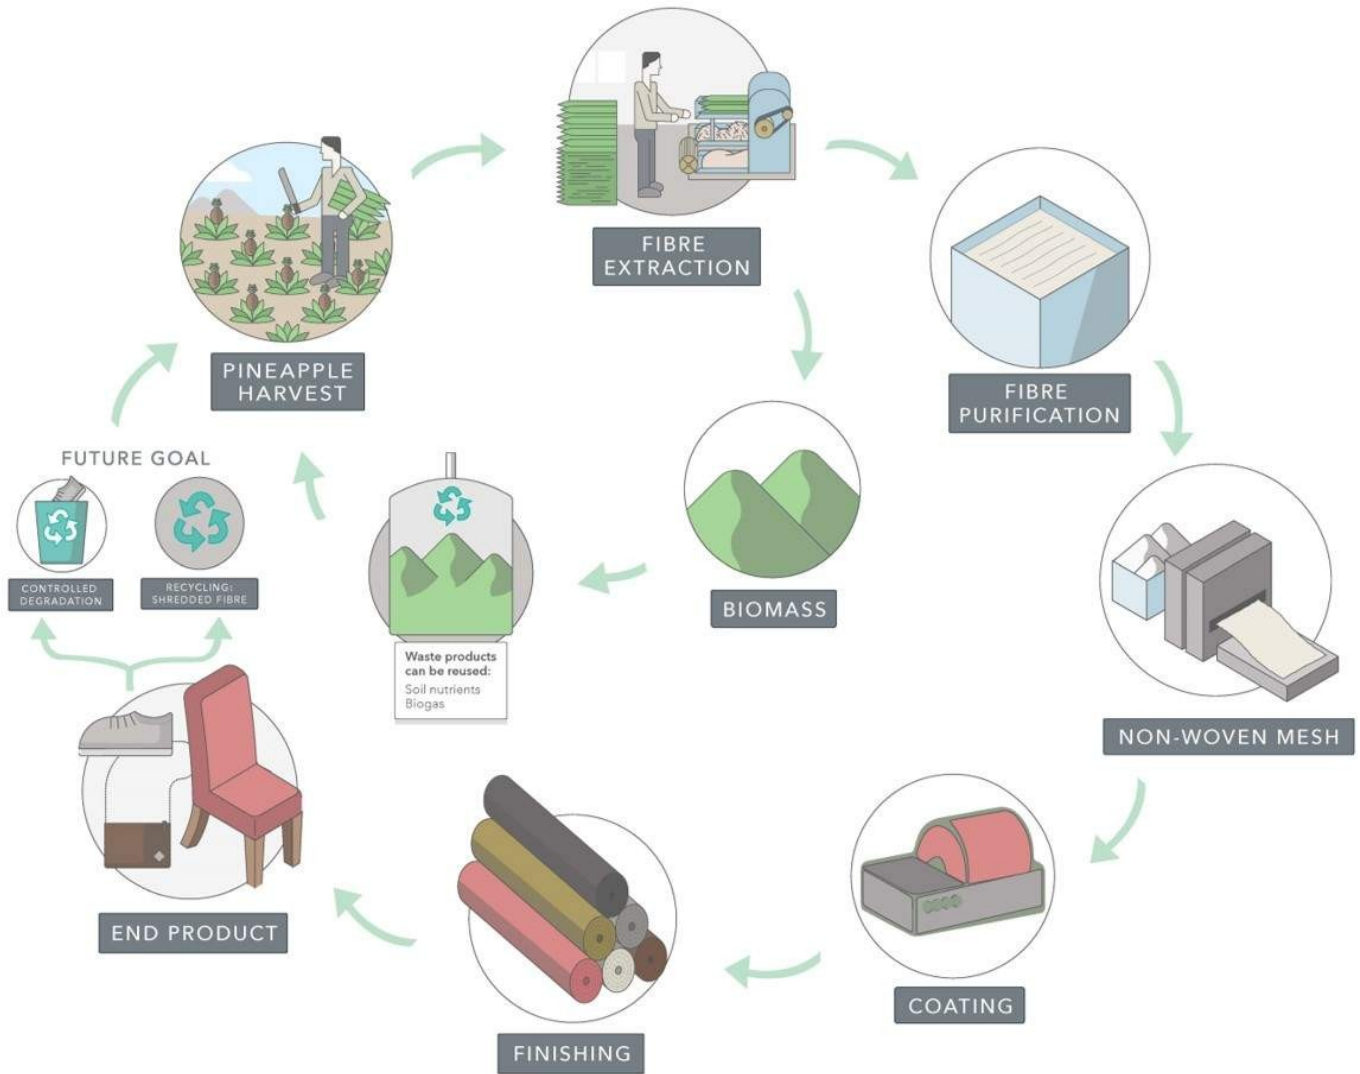 FIBRE
EXTRACTION
PINEAPPLE
HARVEST
FIBRE
PURIFICATION
FUTURE GOAL
CONTROLLED
DEGRADATION
RECYCLING:
SHREDDED FIBRE
BIOMASS
Waste products
can be reused:
Soil nutrients
Biogas
NON-WOVEN MESH
END PRODUCT
COATING
FINISHING